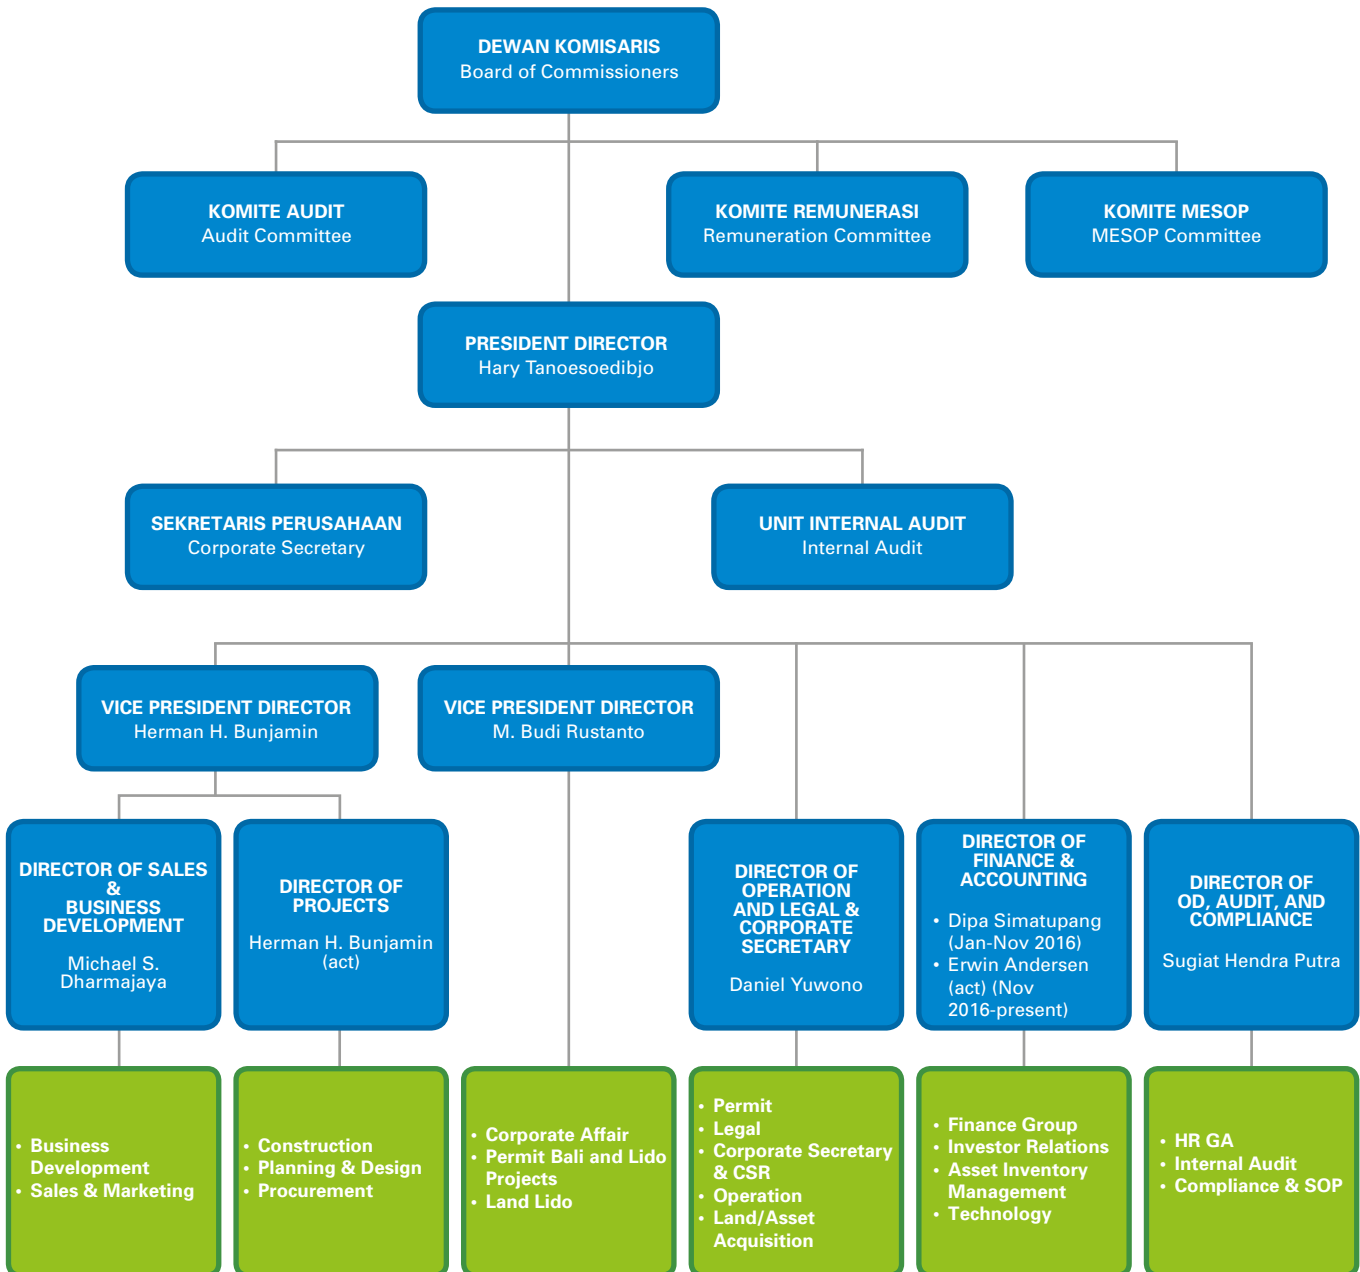 DEWAN KOMISARIS
Board of Commissioners
KOMITE AUDIT
Audit Committee
KOMITE REMUNERASI
Remuneration Committee
KOMITE MESOP
MESOP Committee
PRESIDENT DIRECTOR
Hary Tanoesoedibjo
SEKRETARIS PERUSAHAAN
Corporate Secretary
UNIT INTERNAL AUDIT
Internal Audit
VICE PRESIDENT DIRECTOR
Herman H. Bunjamin
VICE PRESIDENT DIRECTOR
M. Budi Rustanto
DIRECTOR OF SALES
&
BUSINESS
DEVELOPMENT
Michael S.
Dharmajaya
DIRECTOR OF
PROJECTS
Herman H. Bunjamin
(act)
DIRECTOR OF
OPERATION
AND LEGAL &
CORPORATE
SECRETARY
Daniel Yuwono
DIRECTOR OF
FINANCE &
ACCOUNTING
• Dipa Simatupang
(Jan-Nov 2016)
• Erwin Andersen
(act) (Nov
2016-present)
DIRECTOR OF
OD, AUDIT, AND
COMPLIANCE
Sugiat Hendra Putra
• Business
Development
• Sales & Marketing
• Construction
• Planning & Design
• Procurement
• Corporate Affair
• Permit Bali and Lido
Projects
• Land Lido
• Permit
• Legal
• Corporate Secretary
& CSR
• Operation
• Land/Asset
Acquisition
• Finance Group
• Investor Relations
• Asset Inventory
Management
• Technology
• HR GA
• Internal Audit
• Compliance & SOP